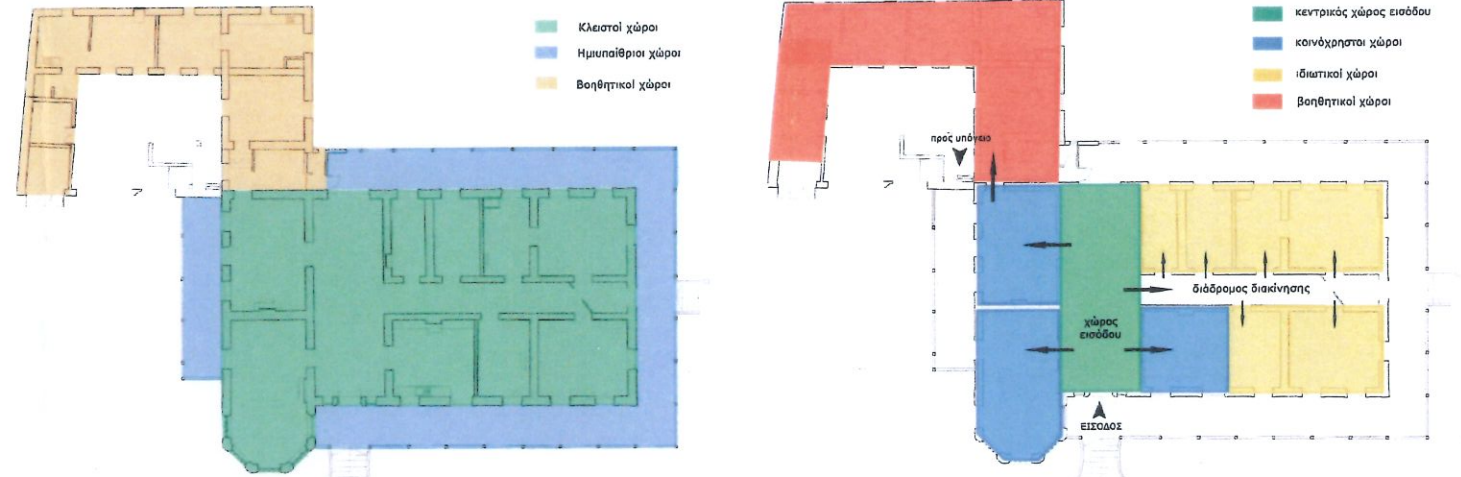 Κλειστοί χώροι
Ημιυπαίθριοι χώροι
Βοηθητικοί χώροι
κεντρικός χώρος εισόδου
κοινόχρηστοι χώροι
ιδιωτικοί χώροι
βοηθητικοί χώροι
προς υπόγειο
διάδρομος διακίνησης
χώρος
εισόδου
ΕΙΣΟΔΟΣ